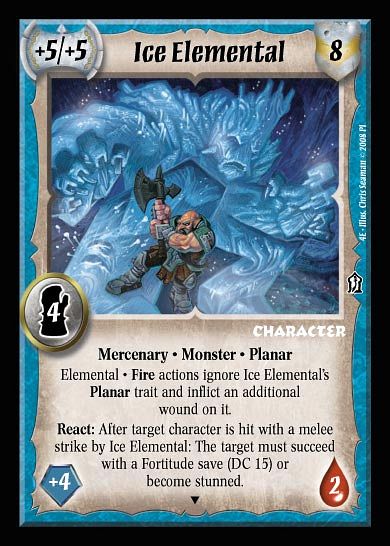 +5/+5
Ice Elemental
8
4E · Illus. Chris Seaman © 2008 PI
4
CHARACTER
Mercenary • Monster • Planar
Elemental • Fire actions ignore Ice Elemental's
Planar trait and inflict an additional
wound on it.
React: After target character is hit with a melee
strike by Ice Elemental: The target must succeed
with a Fortitude save (DC 15) or
become stunned.
+4
2